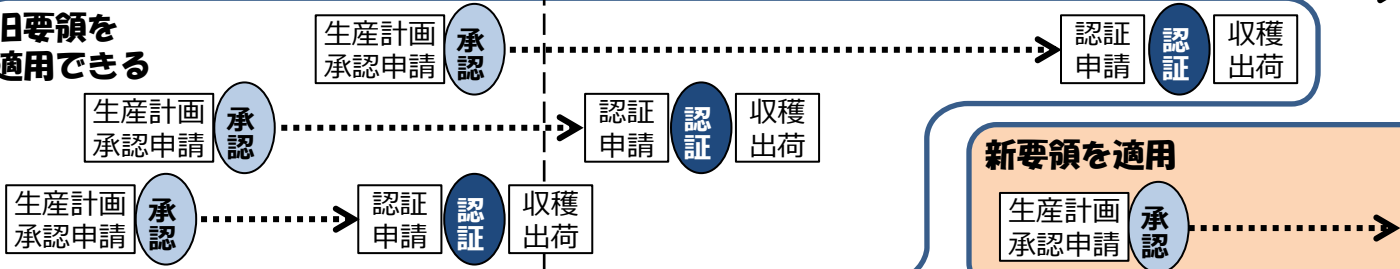 旧要領を
適用できる
生産計画
承認申請
承認
認証
申請
認証
収穫
出荷
生産計画
承認申請
承認
認証
申請
認証
収穫
出荷
生産計画
承認申請
承認
認証
申請
認証
収穫
出荷
新要領を適用
生産計画
承認申請
承認